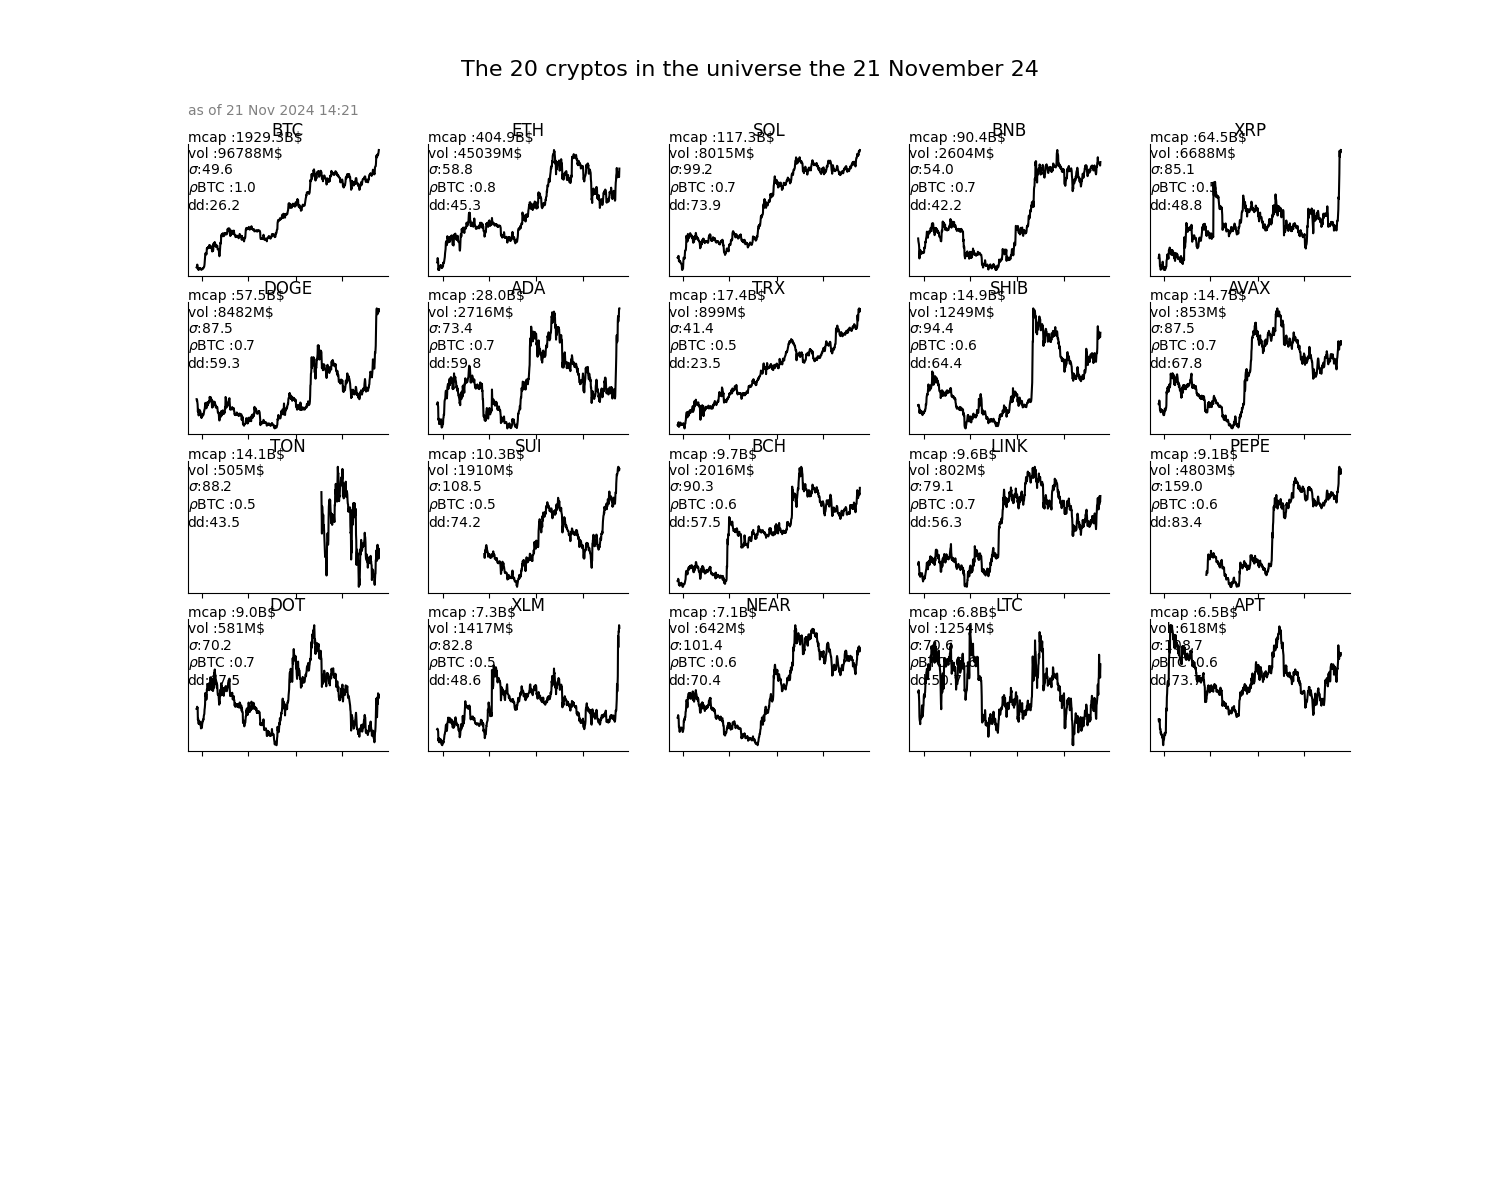 The 20 cryptos in the universe the 21 November 24
as of 21 Nov 2024 14:21
BTC
mcap :1929.3B$
vol :96788M$
σ:49.6
ρBTC :1.0
dd:26.2
ETH
mcap :404.9B$
vol :45039M$
σ:58.8
ρBTC :0.8
dd:45.3
SOL
mcap :117.3B$
vol :8015M$
σ:99.2
ρBTC :0.7
dd:73.9
BNB
mcap :90.4B$
vol :2604M$
σ:54.0
ρBTC :0.7
dd:42.2
XRP
mcap :64.5B$
vol :6688M$
σ:85.1
ρBTC :0.5
dd:48.8
DOGE
mcap :57.5B$
vol :8482M$
σ:87.5
ρBTC :0.7
dd:59.3
ADA
mcap :28.0B$
vol :2716M$
σ:73.4
ρBTC :0.7
dd:59.8
TRX
mcap :17.4B$
vol :899M$
σ:41.4
ρBTC :0.5
dd:23.5
SHIB
mcap :14.9B$
vol :1249M$
σ:94.4
ρBTC :0.6
dd:64.4
AVAX
mcap :14.7B$
vol :853M$
σ:87.5
ρBTC :0.7
dd:67.8
TON
mcap :14.1B$
vol :505M$
σ:88.2
ρBTC :0.5
dd:43.5
SUI
mcap :10.3B$
vol :1910M$
σ:108.5
ρBTC :0.5
dd:74.2
BCH
mcap :9.7B$
vol :2016M$
σ:90.3
ρBTC :0.6
dd:57.5
LINK
mcap :9.6B$
vol :802M$
σ:79.1
ρBTC :0.7
dd:56.3
PEPE
mcap :9.1B$
vol :4803M$
σ:159.0
ρBTC :0.6
dd:83.4
DOT
mcap :9.0B$
vol :581M$
σ:70.2
ρBTC :0.7
XLM
mcap :7.3B$
vol :1417M$
σ:82.8
ρBTC :0.5
dd:48.6
NEAR
mcap :7.1B$
vol :642M$
σ:101.4
ρBTC :0.6
dd:70.4
LTC
mcap :6.8B$
vol :1254M$
APT
mcap :6.5B$
vol :618M$
σ:108.7
ρBTC :0.6